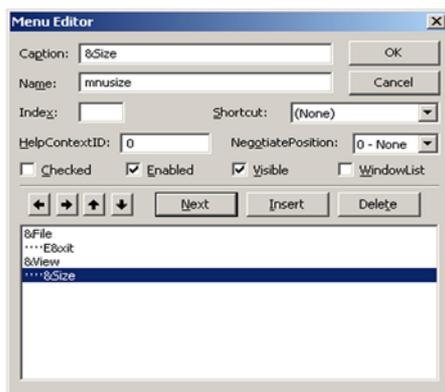 Menu Editor
Caption: &Size OK
Name: mnusize Cancel
Index: Shortcut: (None)
HelpContextID: 0 NegotiatePosition: 0 - None
Checked Enabled Visible WindowList
Next Insert Delete
&File
····E&xit
&View
····&Size